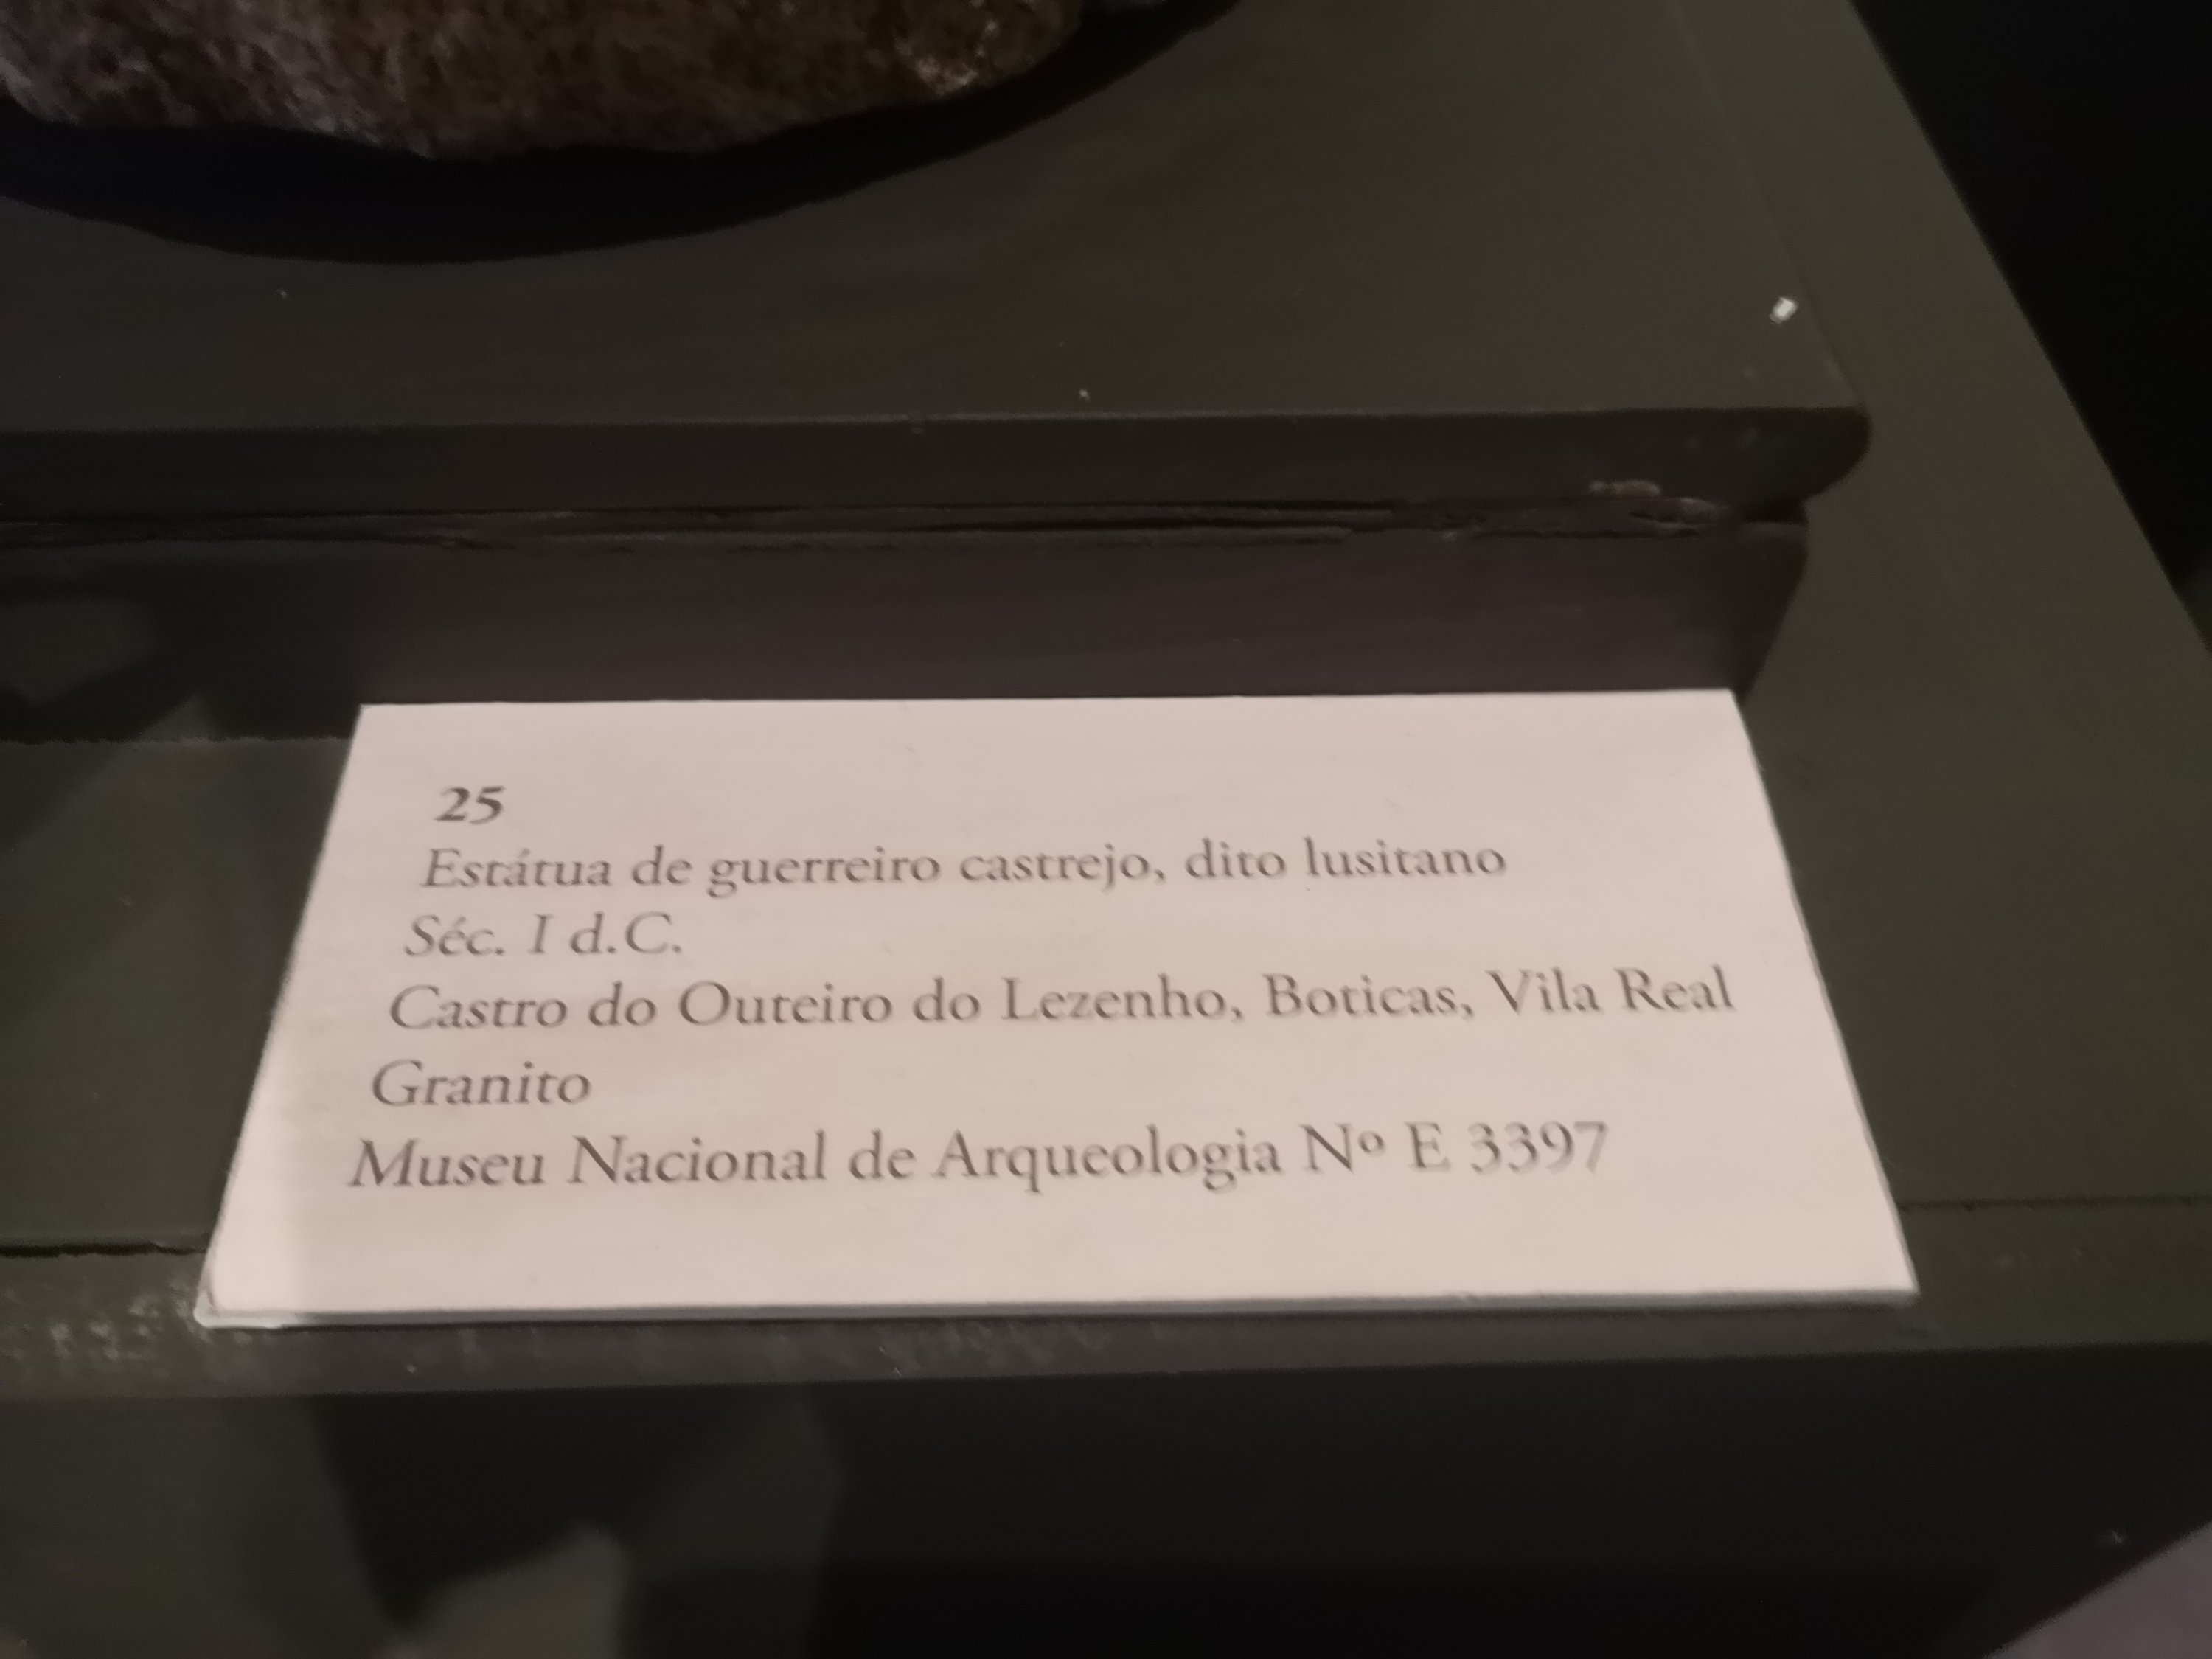 25
Estátua de guerreiro castrejo, dito lusitano
Séc. I d.C.
Castro do Outeiro do Lezenho, Boticas, Vila Real
Granito
Museu Nacional de Arqueologia Nº E 3397